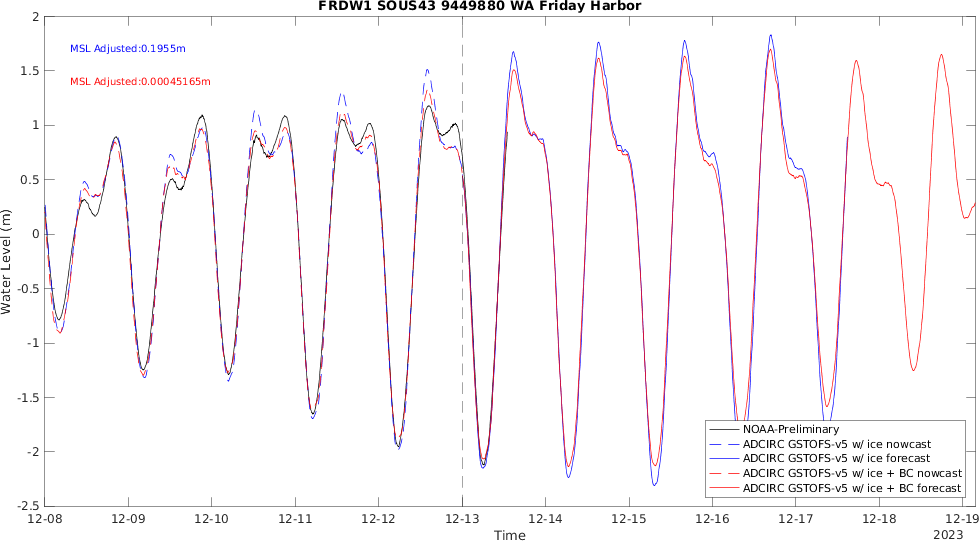 FRDW1 SOUS43 9449880 WA Friday Harbor
MSL Adjusted:0.1955m
MSL Adjusted:0.00045165m
Water Level (m)
2
1.5
1
0.5
0
-0.5
-1
-1.5
-2
-2.5
NOAA-Preliminary
ADCIRC GSTOFS-v5 w/ ice nowcast
ADCIRC GSTOFS-v5 w/ ice forecast
ADCIRC GSTOFS-v5 w/ ice + BC nowcast
ADCIRC GSTOFS-v5 w/ ice + BC forecast
12-08 12-09 12-10 12-11 12-12 12-13 12-14 12-15 12-16 12-17 12-18 12-19
Time
2023